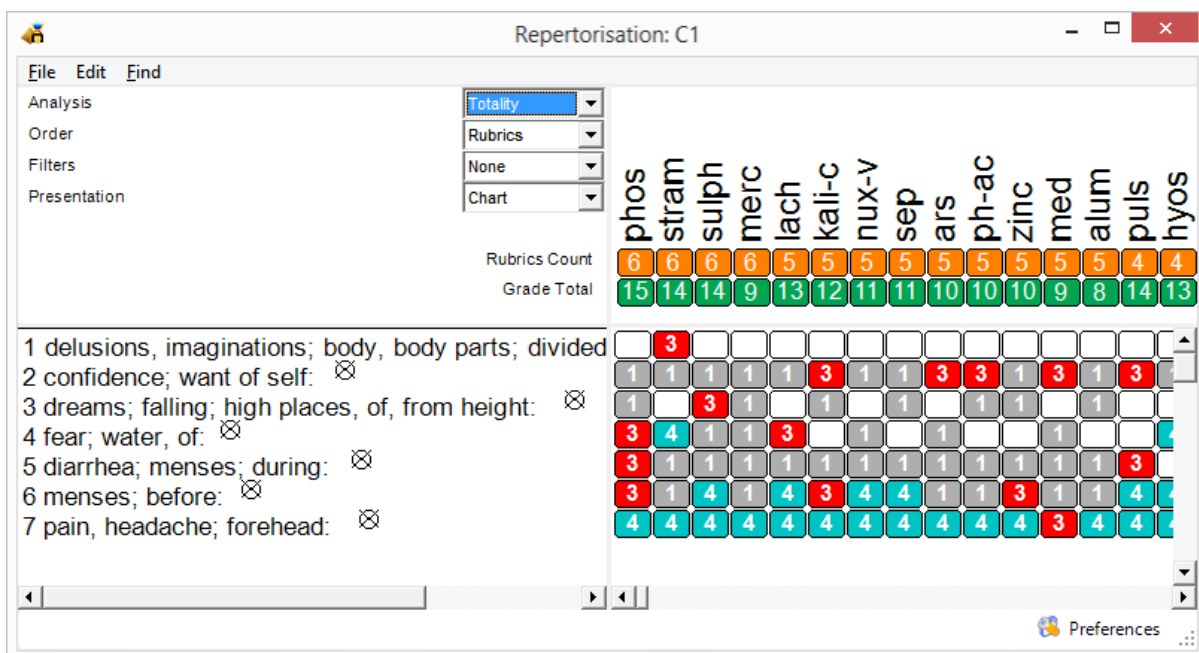 Repertorisation: C1
File Edit Find
Analysis Totality
Order Rubrics
Filters None
Presentation Chart
phos stram sulph merc lach kali-c nux-v sep ars ph-ac zinc med alum puls hyos
Rubrics Count 6 6 6 6 5 5 5 5 5 5 5 5 5 4 4
Grade Total 15 14 14 9 13 12 11 11 10 10 10 9 8 14 13
1 delusions, imaginations; body, body parts; divided 3
2 confidence; want of self: 1 1 1 1 1 3 1 1 3 3 1 3 1 3 1
3 dreams; falling; high places, of, from height: 1 3 1 1 1 1 1 1
4 fear; water, of: 3 4 1 1 3 1 1 1 4
5 diarrhea; menses; during: 3 1 1 1 1 1 1 1 1 1 1 1 1 3
6 menses; before: 3 1 4 1 4 3 4 4 1 1 3 1 1 4 4
7 pain, headache; forehead: 4 4 4 4 4 4 4 4 4 4 4 3 4 4 4
Preferences